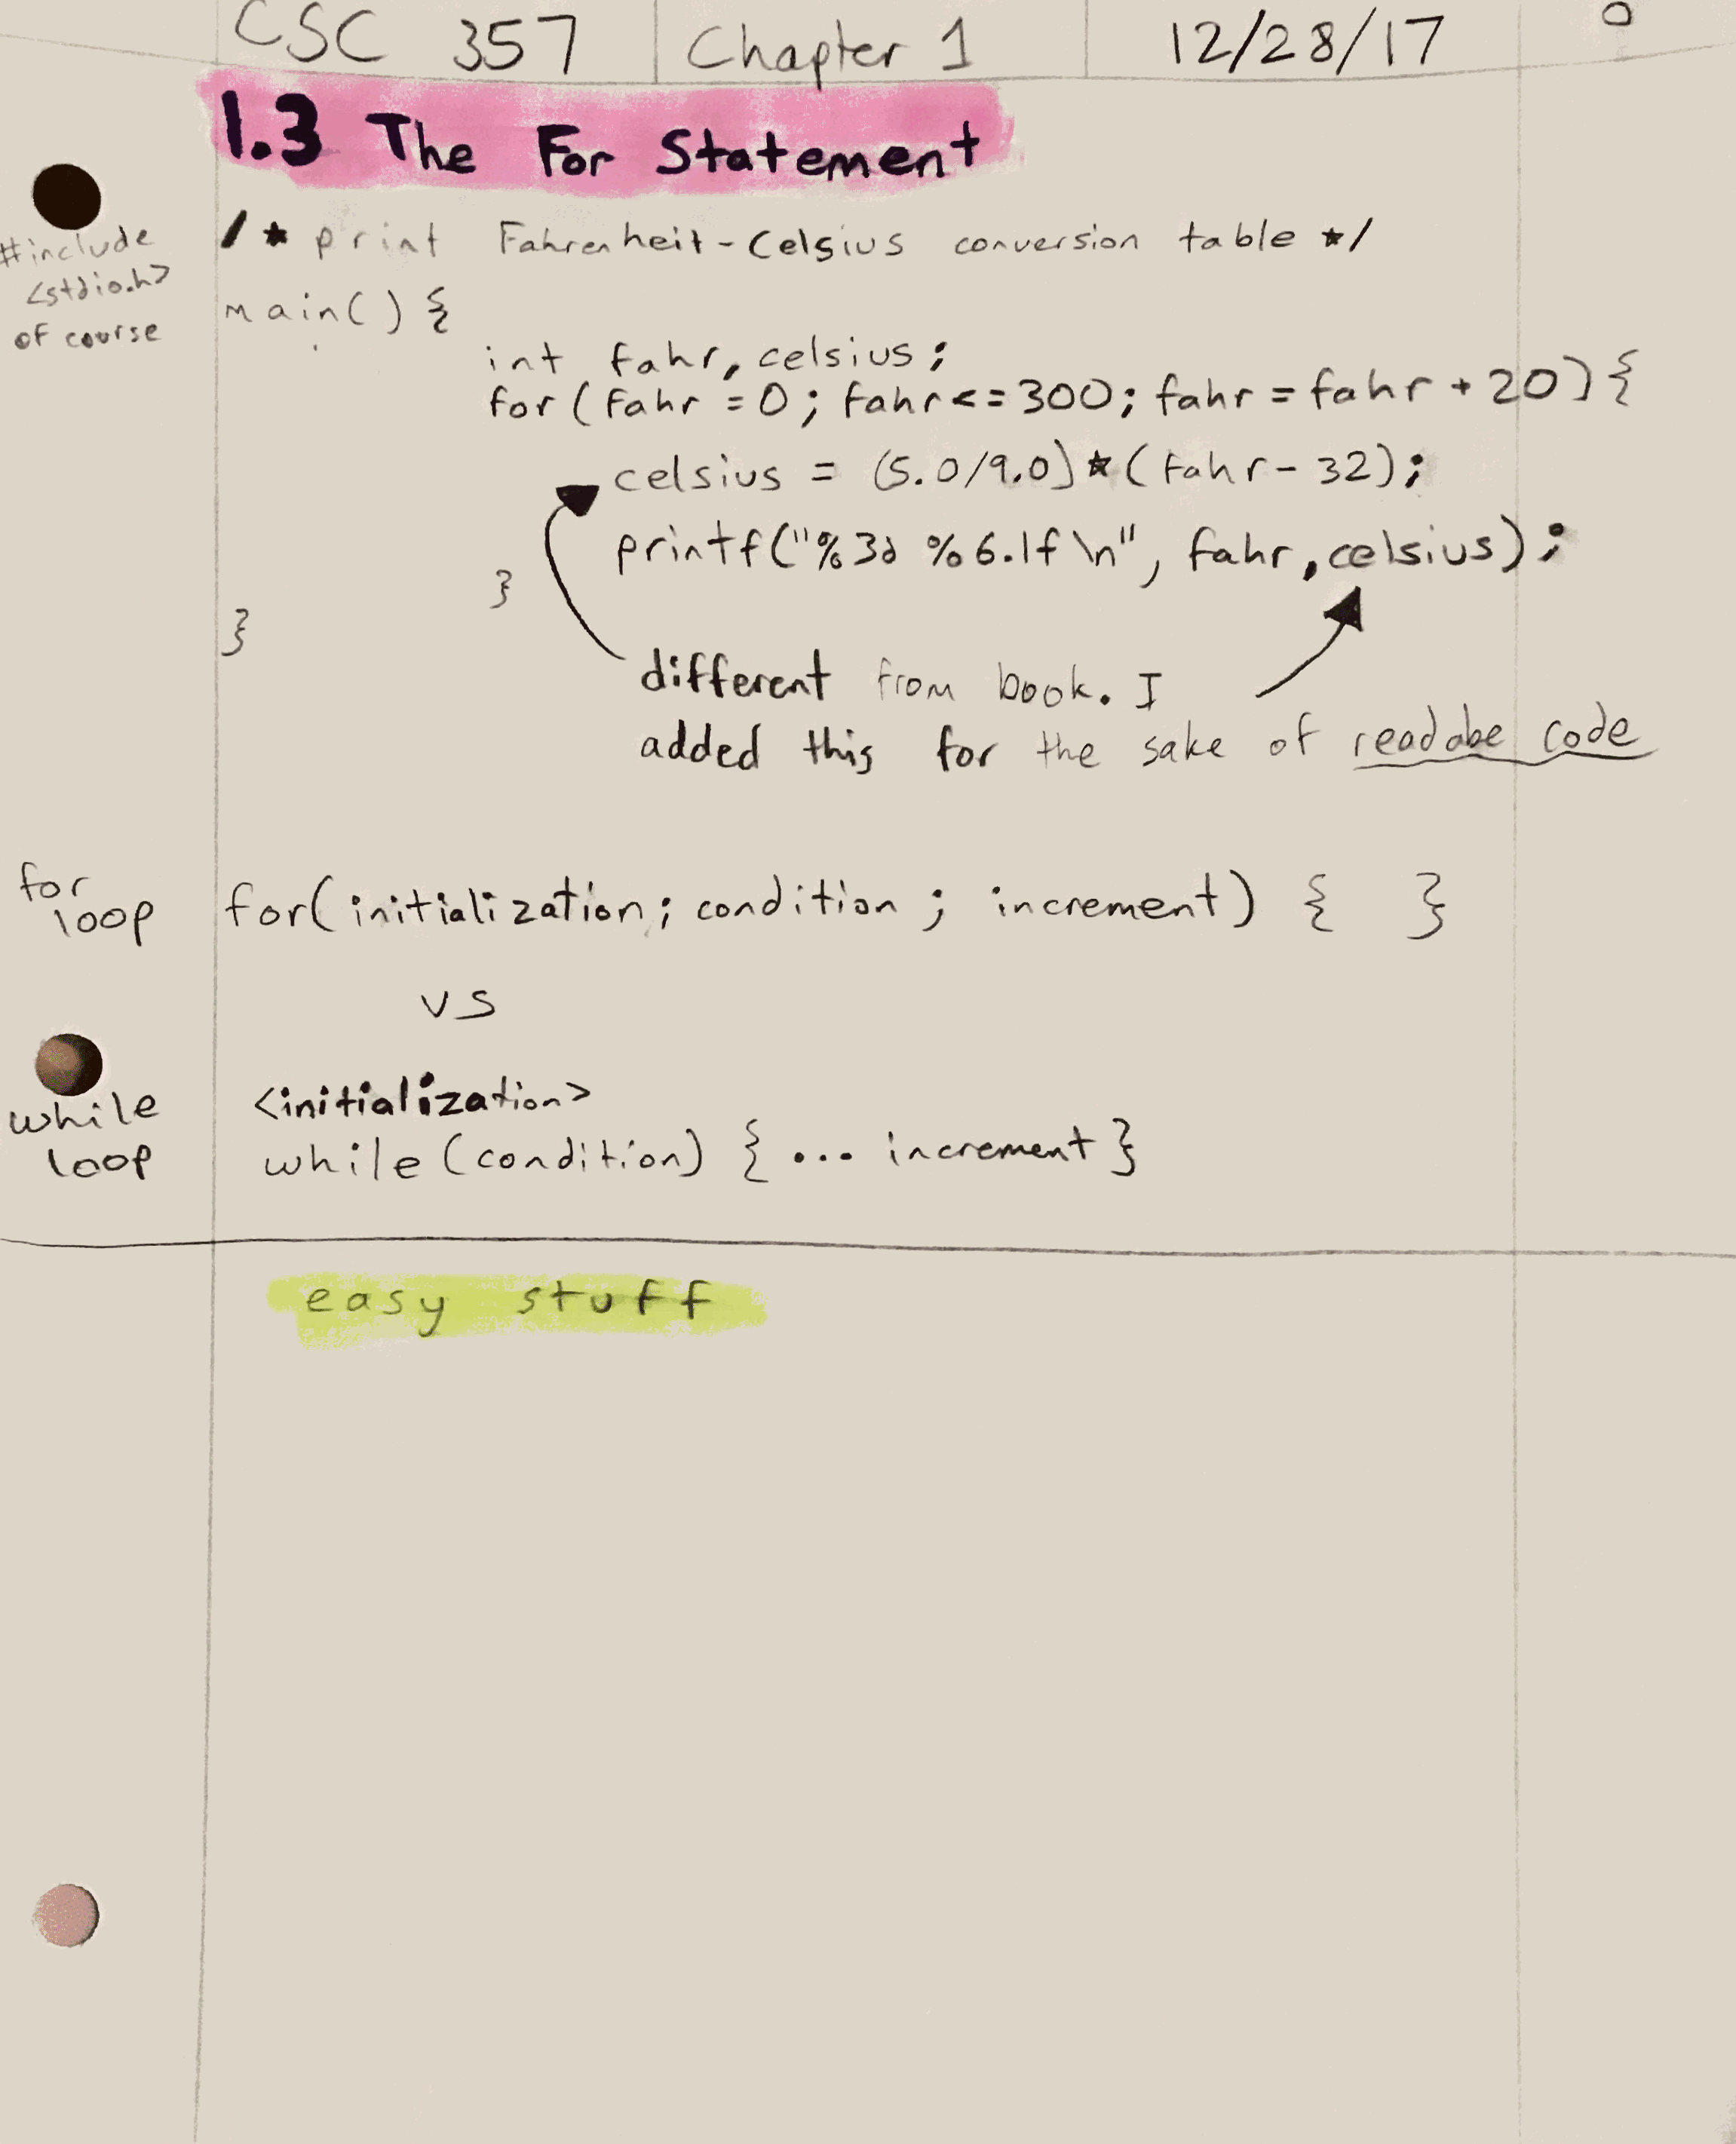 CSC 357 Chapter 1 12/28/17
1.3 The For Statement
/* print Fahrenheit-Celsius conversion table */
#include
<stdio.h>
of course
main() {
int fahr, celsius;
for(fahr = 0; fahr <= 300; fahr = fahr + 20) {
celsius = (5.0/9.0)*(fahr - 32);
printf("%3d %6.1f \n", fahr, celsius);
}
}
different from book. I
added this for the sake of readabe code
for
loop
for(initialization; condition; increment) { }
vs
while
loop
<initialization>
while(condition) { ... increment }
easy stuff